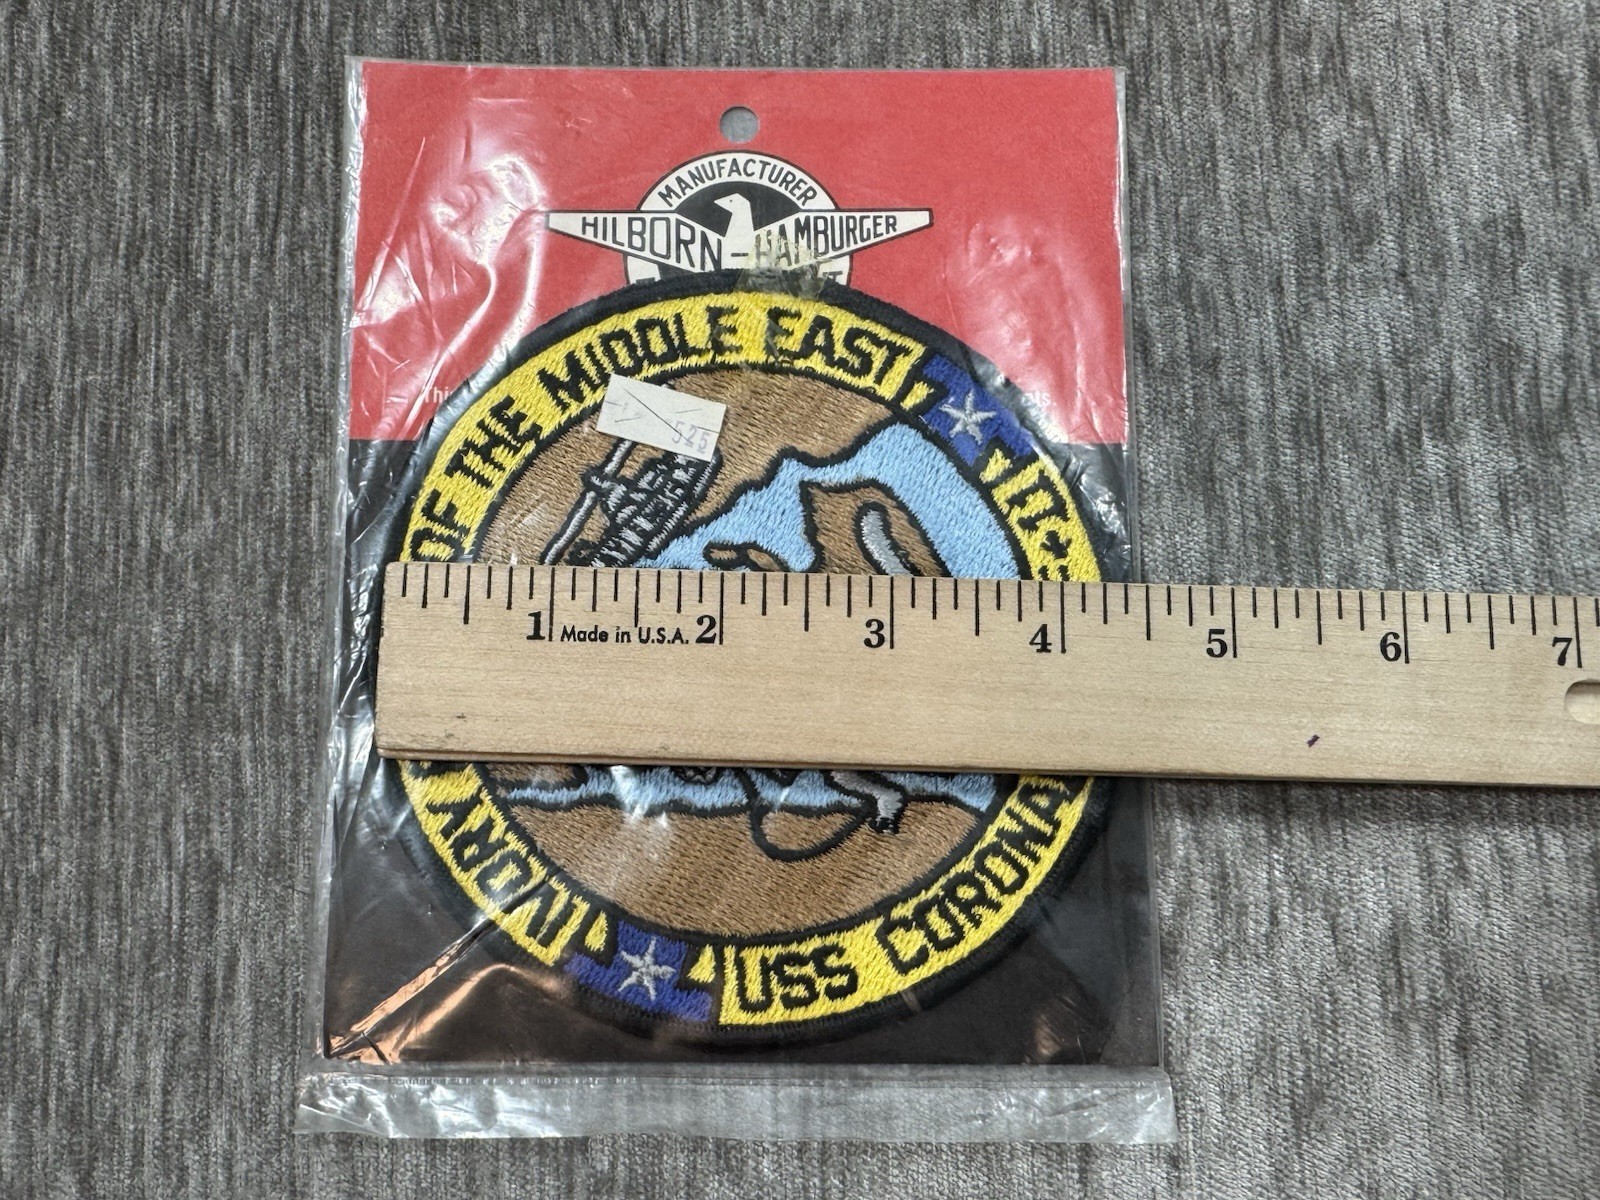 MANUFACTURER
HILBORN-HAMBURGER
OF THE MIDDLE EAST
525
1 Made in U.S.A. 2 3 4 5 6 7
IVORY
USS CORONA